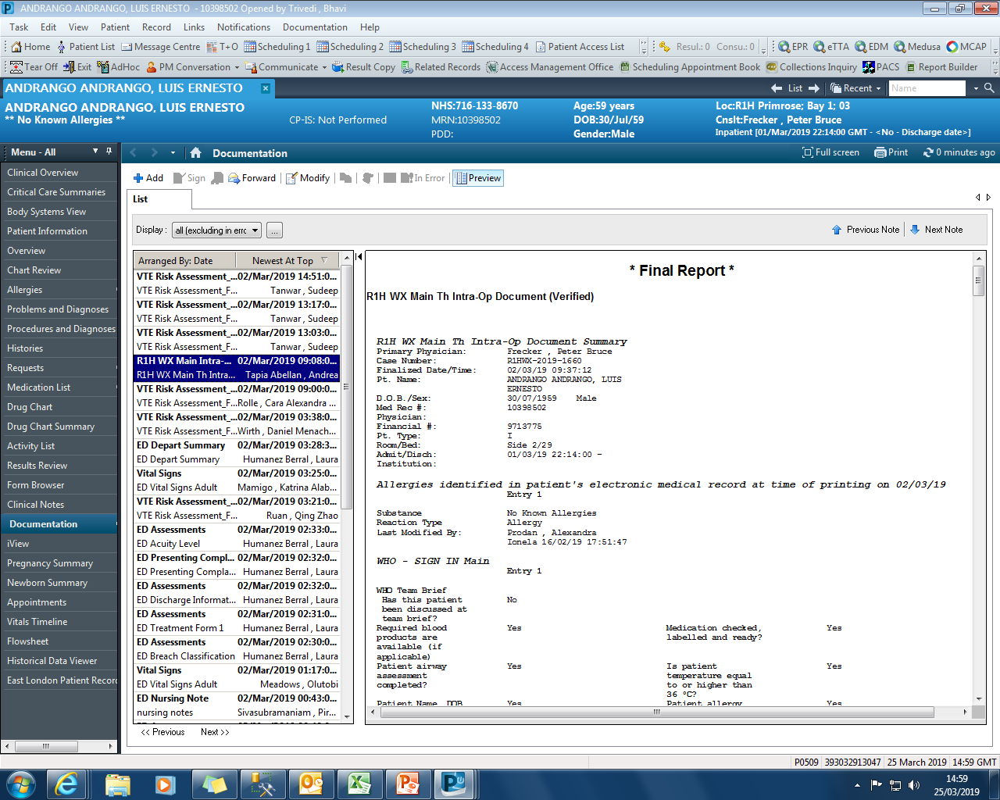 ANDRANGO ANDRANGO, LUIS ERNESTO - 10398502 Opened by Trivedi , Bhavi
Task Edit View Patient Record Links Notifications Documentation Help
Home Patient List Message Centre T+O Scheduling 1 Scheduling 2 Scheduling 3 Scheduling 4 Patient Access List Resul.: 0 Consu.: 0 EPR eTTA EDM Medusa MCAP
Tear Off Exit AdHoc PM Conversation Communicate Result Copy Related Records Access Management Office Scheduling Appointment Book Collections Inquiry PACS Report Builder
ANDRANGO ANDRANGO, LUIS ERNESTO List Recent Name
ANDRANGO ANDRANGO, LUIS ERNESTO NHS:716-133-8670 Age:59 years Loc:R1H Primrose; Bay 1; 03
** No Known Allergies ** CP-IS: Not Performed MRN:10398502 DOB:30/Jul/59 Cnslt:Frecker , Peter Bruce
PDD: Gender:Male Inpatient [01/Mar/2019 22:14:00 GMT - <No - Discharge date>]
Menu - All Documentation Full screen Print 0 minutes ago
Clinical Overview
Critical Care Summaries
Body Systems View
Patient Information
Overview
Chart Review
Allergies
Problems and Diagnoses
Procedures and Diagnoses
Histories
Requests
Medication List
Drug Chart
Drug Chart Summary
Activity List
Results Review
Form Browser
Clinical Notes
Documentation
iView
Pregnancy Summary
Newborn Summary
Appointments
Vitals Timeline
Flowsheet
Historical Data Viewer
East London Patient Recor
Add Sign Forward Modify In Error Preview
List
Display : all (excluding in errc ... Previous Note Next Note
Arranged By: Date Newest At Top
VTE Risk Assessment_... 02/Mar/2019 14:51:0...
VTE Risk Assessment_F... Tanwar , Sudeep
VTE Risk Assessment_... 02/Mar/2019 13:17:0...
VTE Risk Assessment_F... Tanwar , Sudeep
VTE Risk Assessment_... 02/Mar/2019 13:03:0...
VTE Risk Assessment_F... Tanwar , Sudeep
R1H WX Main Intra-... 02/Mar/2019 09:08:0...
R1H WX Main Th Intra... Tapia Abellan , Andrea
VTE Risk Assessment_... 02/Mar/2019 09:00:0...
VTE Risk Assessment_F... Rolle , Cara Alexandra ...
VTE Risk Assessment_... 02/Mar/2019 03:38:0...
VTE Risk Assessment_F... Wirth , Daniel Menach...
ED Depart Summary 02/Mar/2019 03:28:3...
ED Depart Summary Humanez Berral , Laura
Vital Signs 02/Mar/2019 03:25:0...
ED Vital Signs Adult Mamigo , Katrina Alab...
VTE Risk Assessment_... 02/Mar/2019 03:21:0...
VTE Risk Assessment_F... Ruan , Qing Zhao
ED Assessments 02/Mar/2019 02:33:0...
ED Acuity Level Humanez Berral , Laura
ED Presenting Compl... 02/Mar/2019 02:32:0...
ED Presenting Compla... Humanez Berral , Laura
ED Assessments 02/Mar/2019 02:32:0...
ED Discharge Informat... Humanez Berral , Laura
ED Assessments 02/Mar/2019 02:31:0...
ED Treatment Form 1 Humanez Berral , Laura
ED Assessments 02/Mar/2019 02:30:0...
ED Breach Classification Humanez Berral , Laura
Vital Signs 02/Mar/2019 01:17:0...
ED Vital Signs Adult Meadows , Olutobi
ED Nursing Note 02/Mar/2019 00:43:0...
nursing notes Sivasubramaniam , Pir...
<< Previous Next >>
* Final Report *
R1H WX Main Th Intra-Op Document (Verified)
R1H WX Main Th Intra-Op Document Summary
Primary Physician: Frecker , Peter Bruce
Case Number: R1HWX-2019-1660
Finalized Date/Time: 02/03/19 09:37:12
Pt. Name: ANDRANGO ANDRANGO, LUIS
ERNESTO
D.O.B./Sex: 30/07/1959 Male
Med Rec #: 10398502
Physician:
Financial #: 9713775
Pt. Type: I
Room/Bed: Side 2/29
Admit/Disch: 01/03/19 22:14:00 -
Institution:
Allergies identified in patient's electronic medical record at time of printing on 02/03/19
Entry 1
Substance No Known Allergies
Reaction Type Allergy
Last Modified By: Prodan , Alexandra
Ionela 16/02/19 17:51:47
WHO - SIGN IN Main
Entry 1
WHO Team Brief
Has this patient No
been discussed at
team brief?
Required blood Yes Medication checked, Yes
products are labelled and ready?
available (if
applicable)
Patient airway Yes Is patient Yes
assessment temperature equal
completed? to or higher than
36 ºC?
Patient Name, DOB Yes Patient allergy Yes
P0509 393032913047 25 March 2019 14:59 GMT
14:59
25/03/2019